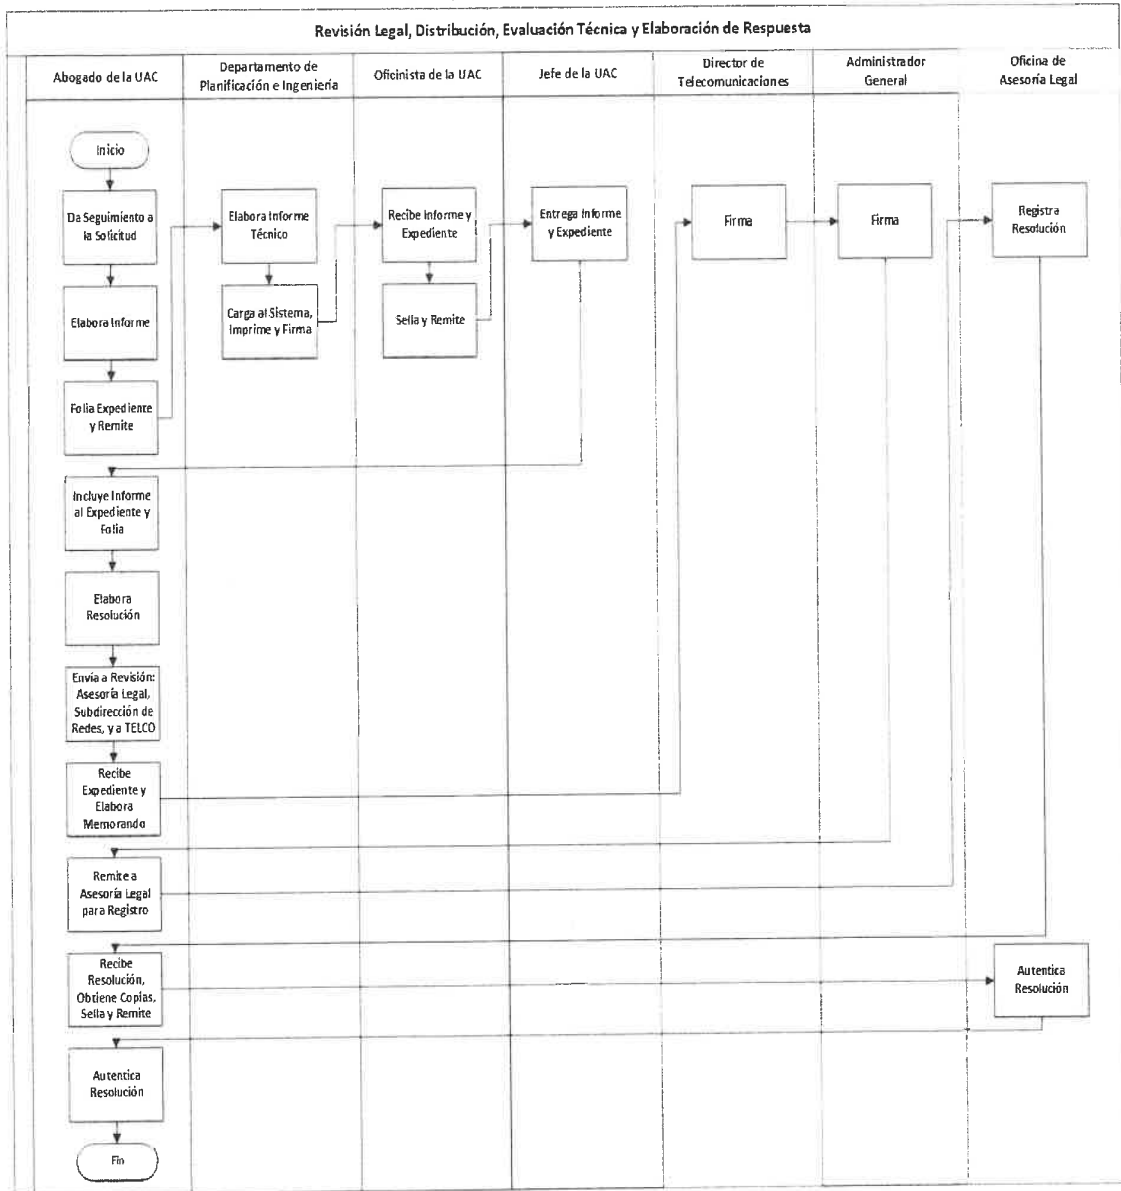 Revisión Legal, Distribución, Evaluación Técnica y Elaboración de Respuesta
Abogado de la UAC
Departamento de
Planificación e Ingeniería
Oficinista de la UAC
Jefe de la UAC
Director de
Telecomunicaciones
Administrador
General
Oficina de
Asesoría Legal
Inicio
Da Seguimiento a
la Solicitud
Elabora Informe
Técnico
Recibe Informe y
Expediente
Entrega Informe
y Expediente
Firma
Firma
Registra
Resolución
Elabora Informe
Carga al Sistema,
Imprime y Firma
Sella y Remite
Folia Expediente
y Remite
Incluye Informe
al Expediente y
Folia
Elabora
Resolución
Envía a Revisión:
Asesoría Legal,
Subdirección de
Redes, y a TELCO
Recibe
Expediente y
Elabora
Memorando
Remite a
Asesoría Legal
para Registro
Recibe
Resolución,
Obtiene Copias,
Sella y Remite
Autentica
Resolución
Autentica
Resolución
Fin